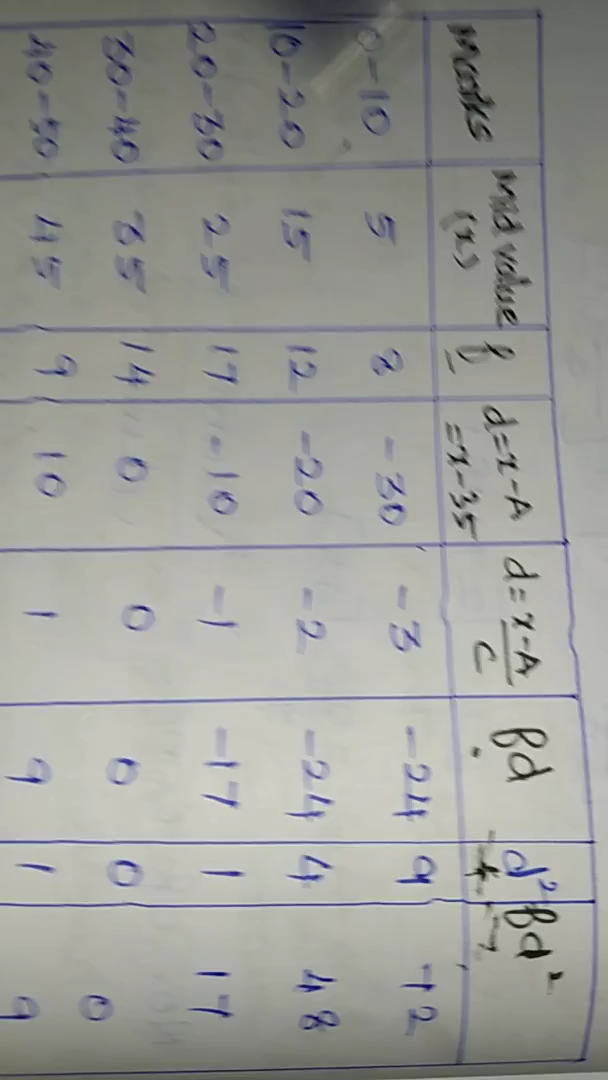 Marks | Mid value (x) | f | d=x-A =x-35 | d=x-A/C | fd | d² | fd²
0-10 | 5 | 8 | -30 | -3 | -24 | 9 | 72
10-20 | 15 | 12 | -20 | -2 | -24 | 4 | 48
20-30 | 25 | 17 | -10 | -1 | -17 | 1 | 17
30-40 | 35 | 14 | 0 | 0 | 0 | 0 | 0
40-50 | 45 | 9 | 10 | 1 | 9 | 1 | 9